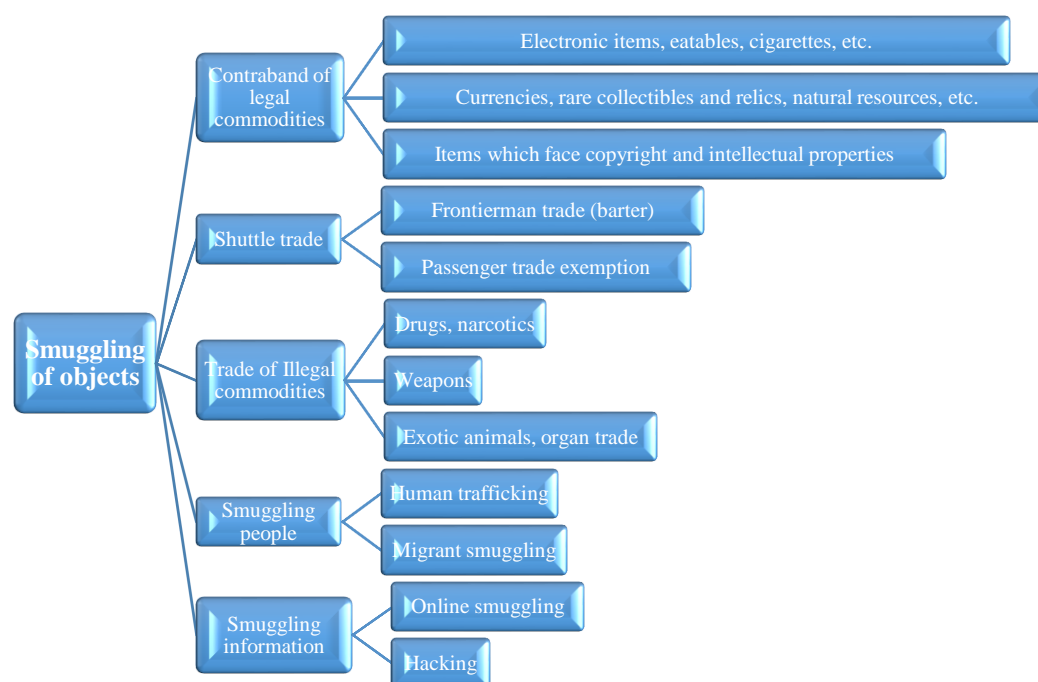 Smuggling
of objects
Contraband of
legal
commodities
Electronic items, eatables, cigarettes, etc.
Currencies, rare collectibles and relics, natural resources, etc.
Items which face copyright and intellectual properties
Shuttle trade
Frontierman trade (barter)
Passenger trade exemption
Trade of Illegal
commodities
Drugs, narcotics
Weapons
Exotic animals, organ trade
Smuggling
people
Human trafficking
Migrant smuggling
Smuggling
information
Online smuggling
Hacking